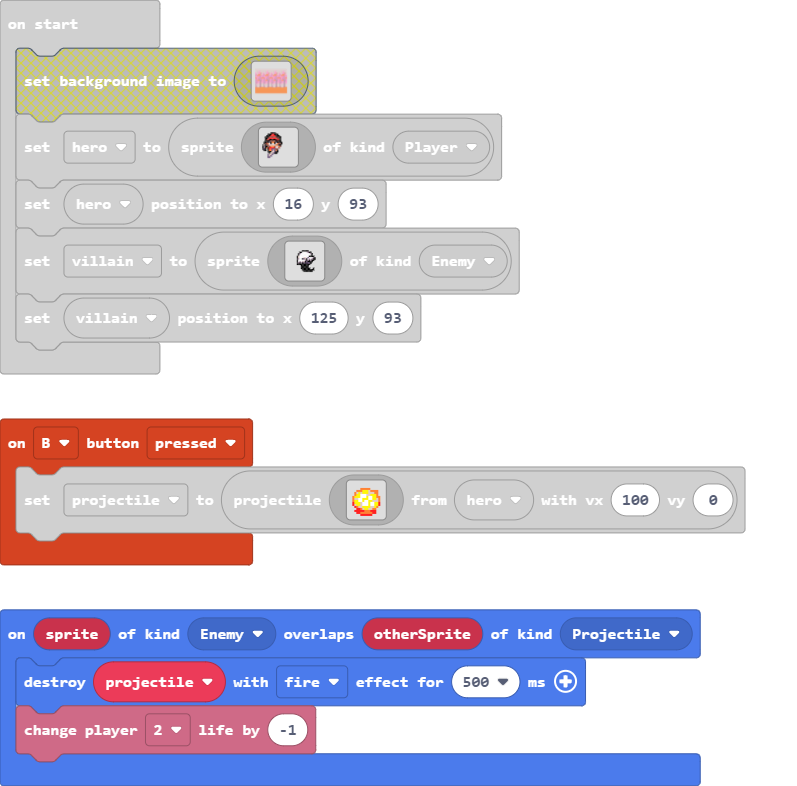 on start
set background image to
set hero to sprite of kind Player
set hero position to x 16 y 93
set villain to sprite of kind Enemy
set villain position to x 125 y 93
on B button pressed
set projectile to projectile from hero with vx 100 vy 0
on sprite of kind Enemy overlaps otherSprite of kind Projectile
destroy projectile with fire effect for 500 ms
change player 2 life by -1